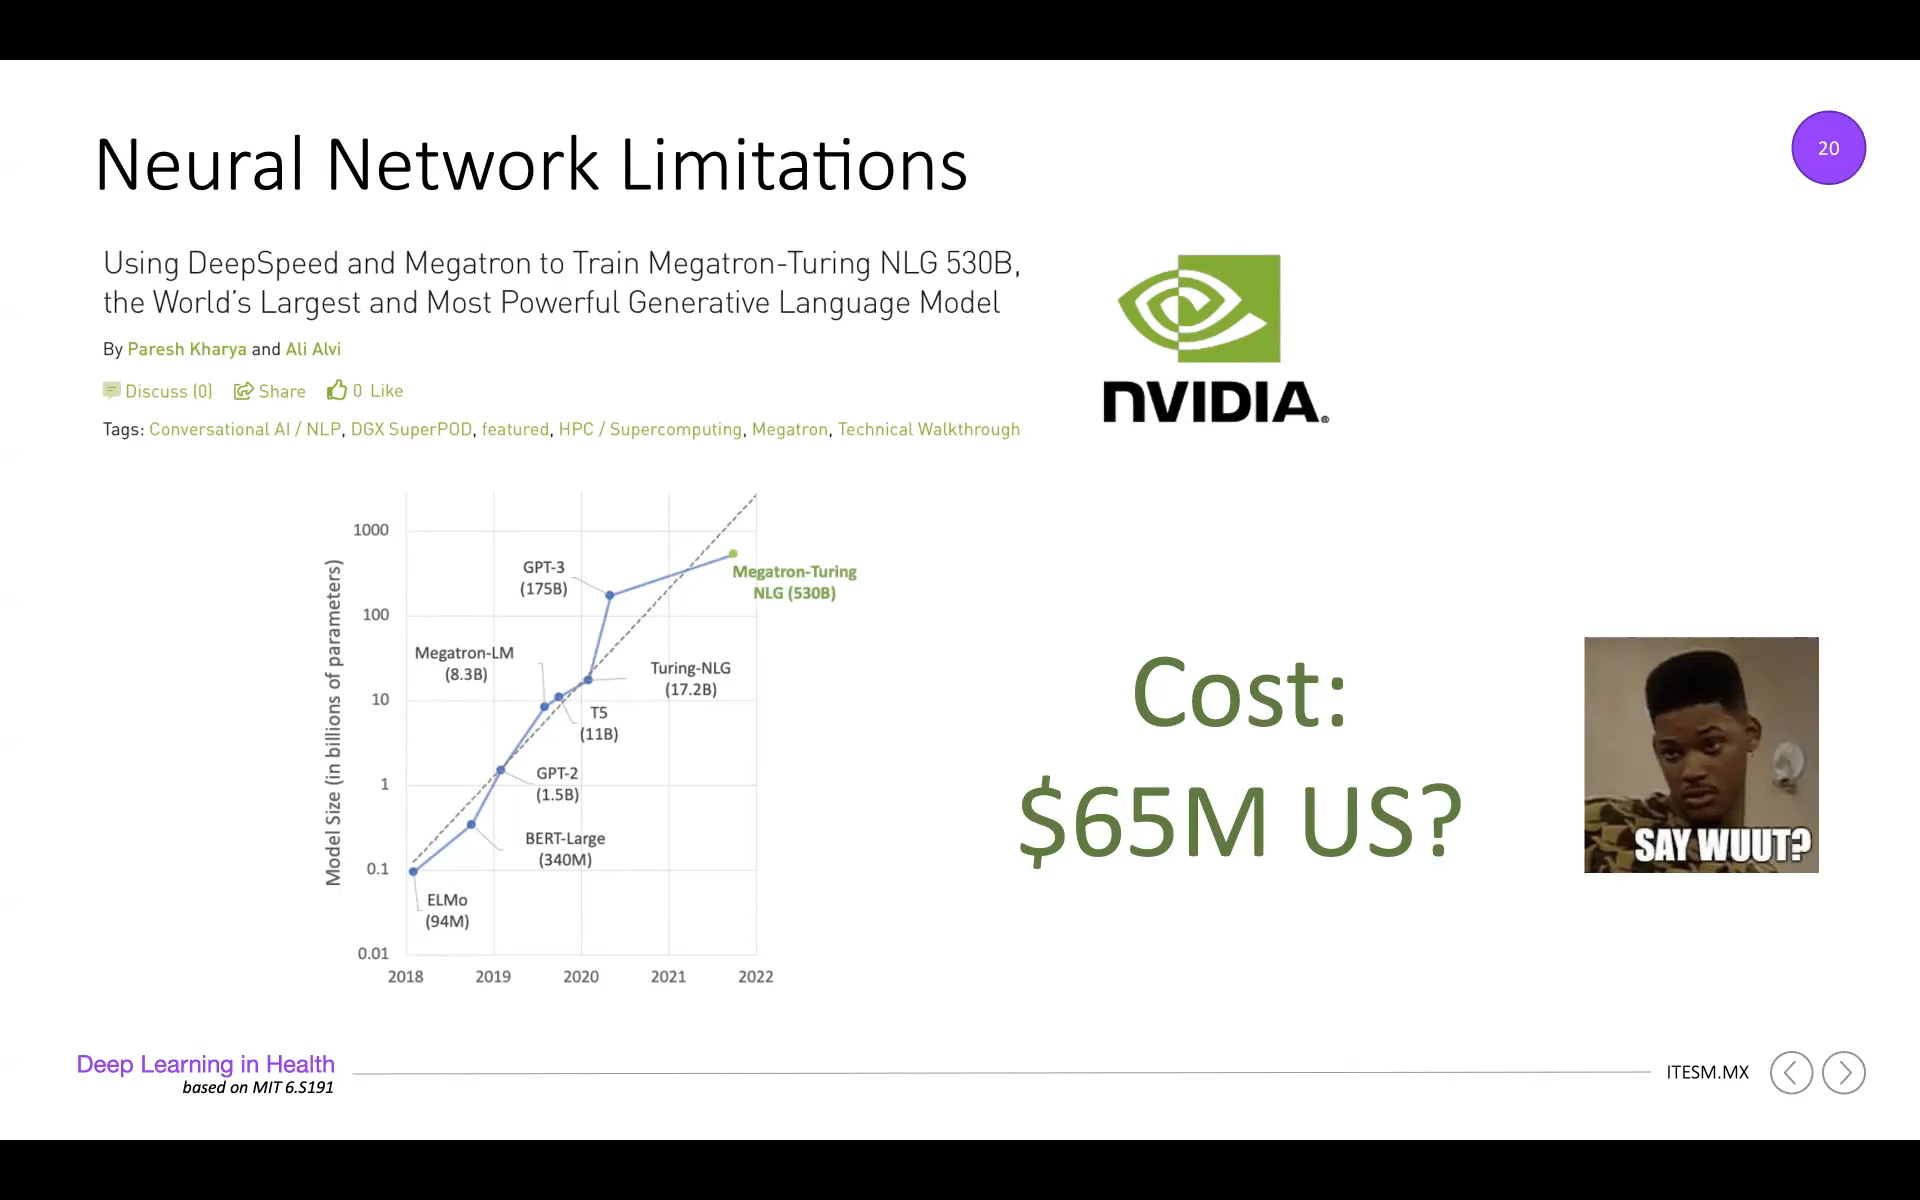 Neural Network Limitations
20
Using DeepSpeed and Megatron to Train Megatron-Turing NLG 530B,
the World's Largest and Most Powerful Generative Language Model
By Paresh Kharya and Ali Alvi
Discuss (0) Share 0 Like
Tags: Conversational AI / NLP, DGX SuperPOD, featured, HPC / Supercomputing, Megatron, Technical Walkthrough
NVIDIA.
Model Size (in billions of parameters)
1000
100
10
1
0.1
0.01
2018 2019 2020 2021 2022
GPT-3
(175B)
Megatron-Turing
NLG (530B)
Megatron-LM
(8.3B)
Turing-NLG
(17.2B)
T5
(11B)
GPT-2
(1.5B)
BERT-Large
(340M)
ELMo
(94M)
Cost:
$65M US?
SAY WUUT?
Deep Learning in Health
based on MIT 6.S191
ITESM.MX